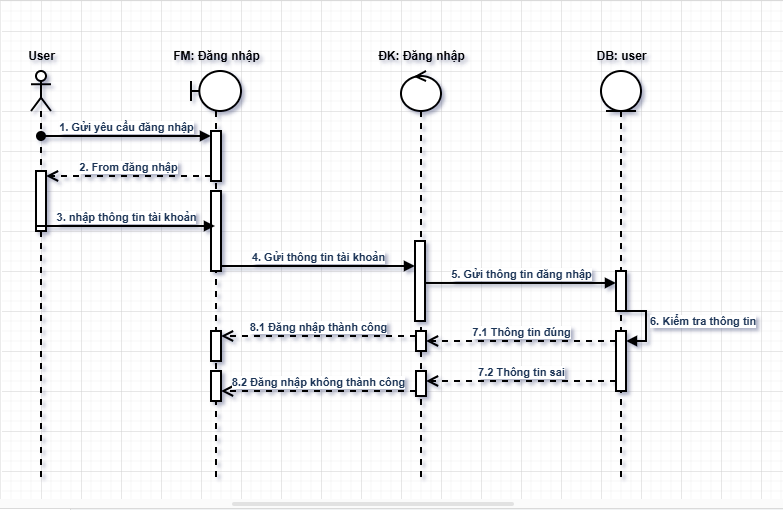 User
FM: Đăng nhập
ĐK: Đăng nhập
DB: user
1. Gửi yêu cầu đăng nhập
2. From đăng nhập
3. nhập thông tin tài khoản
4. Gửi thông tin tài khoản
5. Gửi thông tin đăng nhập
6. Kiểm tra thông tin
8.1 Đăng nhập thành công
7.1 Thông tin đúng
8.2 Đăng nhập không thành công
7.2 Thông tin sai